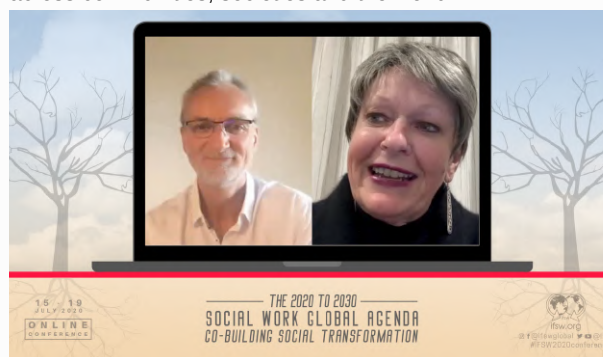 15 - 19
JULY 2020
ONLINE
CONFERENCE
THE 2020 TO 2030
SOCIAL WORK GLOBAL AGENDA
CO-BUILDING SOCIAL TRANSFORMATION
ifsw.org
#IFSW2020conference